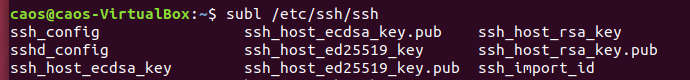 caos@caos-VirtualBox:~$ subl /etc/ssh/ssh
ssh_config ssh_host_ecdsa_key.pub ssh_host_rsa_key
sshd_config ssh_host_ed25519_key ssh_host_rsa_key.pub
ssh_host_ecdsa_key ssh_host_ed25519_key.pub ssh_import_id